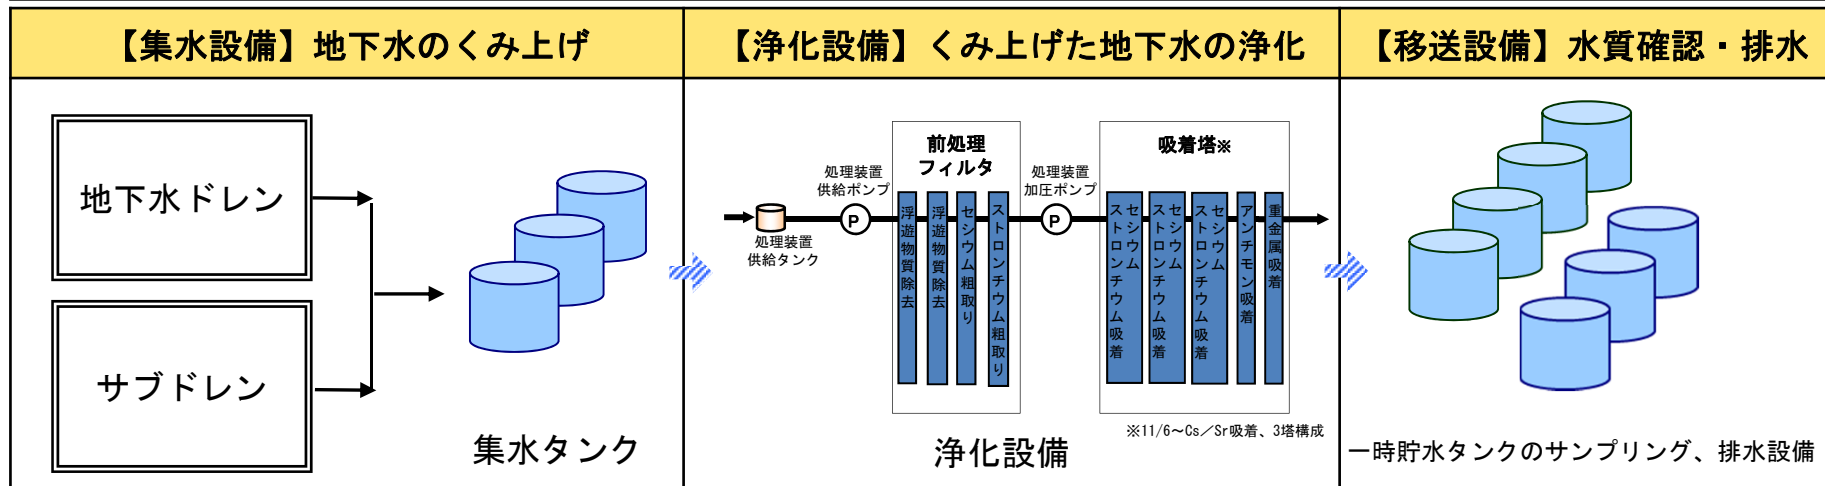 【集水設備】地下水のくみ上げ
【浄化設備】くみ上げた地下水の浄化
【移送設備】水質確認・排水
地下水ドレン
サブドレン
集水タンク
処理装置
供給タンク
処理装置
供給ポンプ
P
前処理
フィルタ
浮遊物質除去
浮遊物質除去
セシウム粗取り
ストロンチウム粗取り
処理装置
加圧ポンプ
P
吸着塔※
セシウム
ストロンチウム吸着
セシウム
ストロンチウム吸着
セシウム
ストロンチウム吸着
アンチモン吸着
重金属吸着
※11/6～Cs／Sr吸着、3塔構成
浄化設備
一時貯水タンクのサンプリング、排水設備